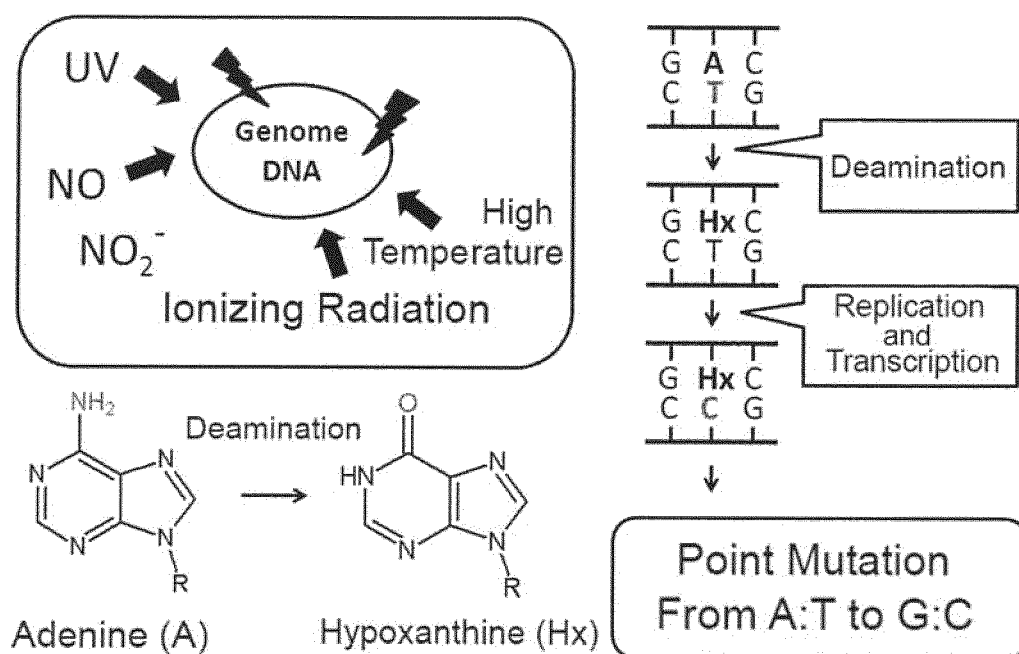 UV
NO
NO₂⁻
Genome
DNA
High
Temperature
Ionizing Radiation
NH₂
N
N
N
N
R
Adenine (A)
Deamination
O
HN
N
N
N
R
Hypoxanthine (Hx)
G A C
C T G
Deamination
G Hx C
C T G
Replication
and
Transcription
G Hx C
C C G
Point Mutation
From A:T to G:C